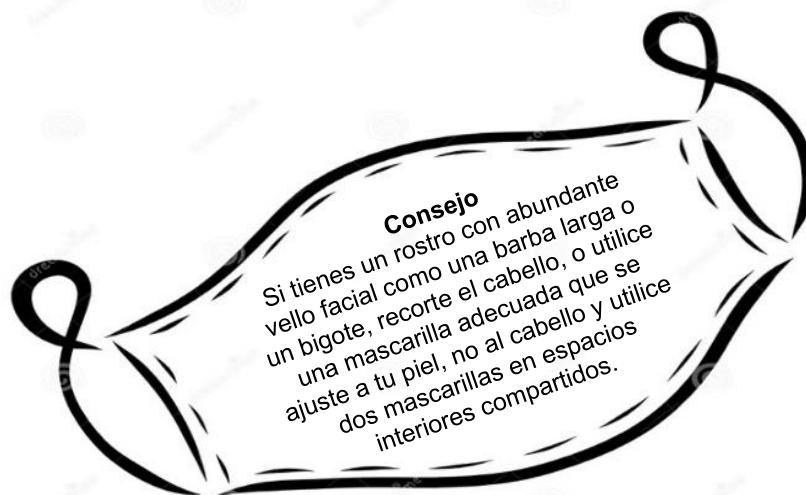 Consejo
Si tienes un rostro con abundante
vello facial como una barba larga o
un bigote, recorte el cabello, o utilice
una mascarilla adecuada que se
ajuste a tu piel, no al cabello y utilice
dos mascarillas en espacios
interiores compartidos.